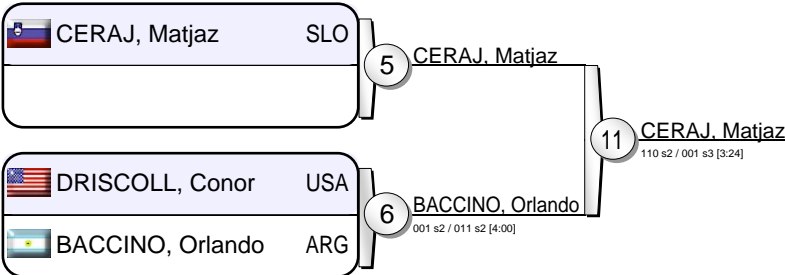 CERAJ, Matjaz SLO
5
CERAJ, Matjaz
11
CERAJ, Matjaz
110 s2 / 001 s3 [3:24]
DRISCOLL, Conor USA
6
BACCINO, Orlando
001 s2 / 011 s2 [4:00]
BACCINO, Orlando ARG